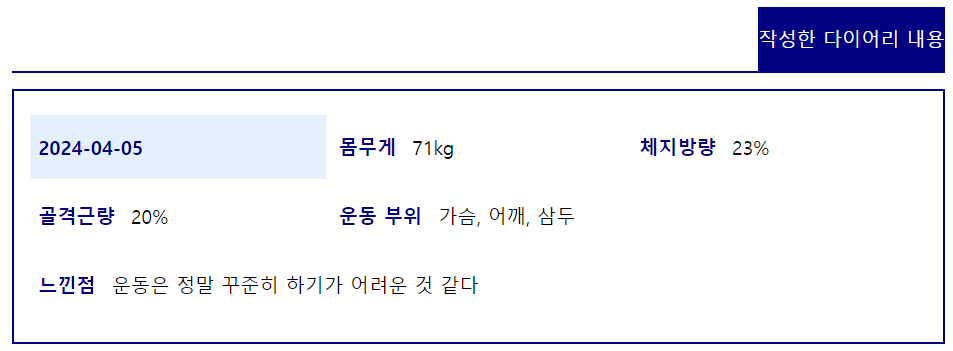 작성한 다이어리 내용
2024-04-05 몸무게 71kg 체지방량 23%
골격근량 20% 운동 부위 가슴, 어깨, 삼두
느낀점 운동은 정말 꾸준히 하기가 어려운 것 같다